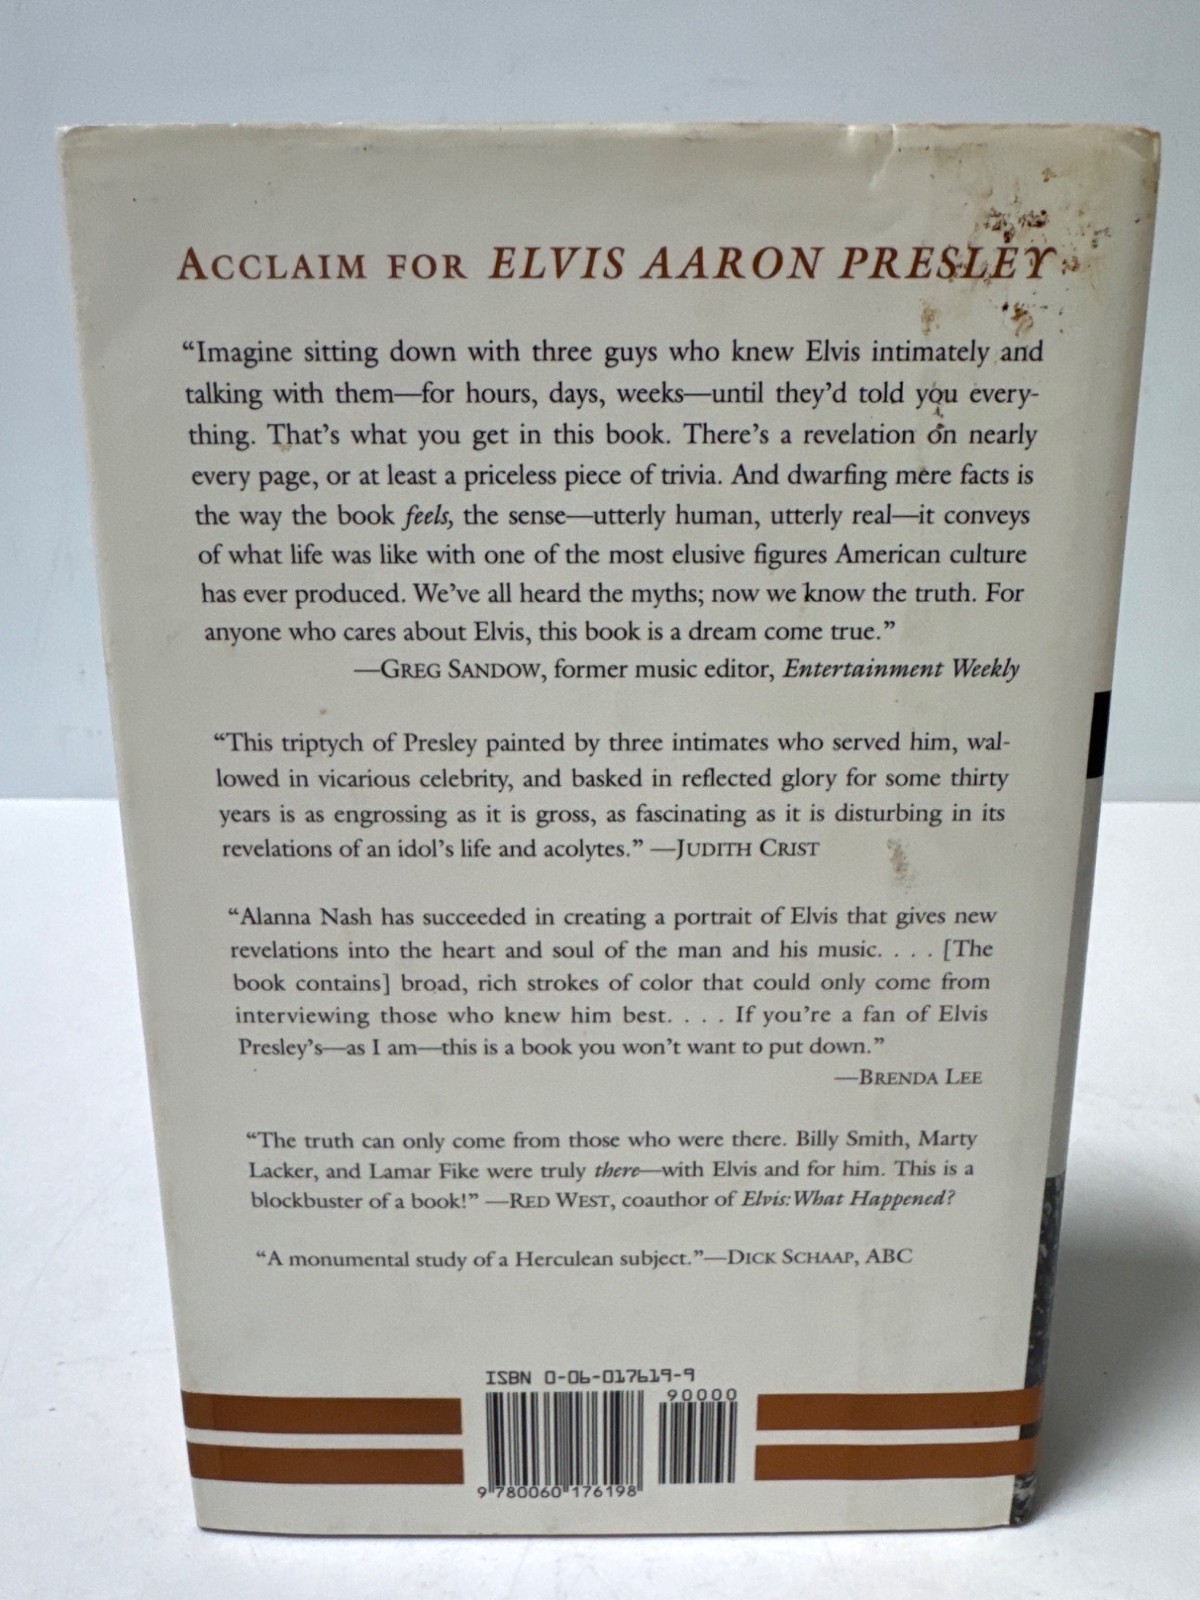 ACCLAIM FOR ELVIS AARON PRESLEY
“Imagine sitting down with three guys who knew Elvis intimately and
talking with them—for hours, days, weeks—until they’d told you every-
thing. That’s what you get in this book. There’s a revelation on nearly
every page, or at least a priceless piece of trivia. And dwarfing mere facts is
the way the book feels, the sense—utterly human, utterly real—it conveys
of what life was like with one of the most elusive figures American culture
has ever produced. We’ve all heard the myths; now we know the truth. For
anyone who cares about Elvis, this book is a dream come true.”
—GREG SANDOW, former music editor, Entertainment Weekly
“This triptych of Presley painted by three intimates who served him, wal-
lowed in vicarious celebrity, and basked in reflected glory for some thirty
years is as engrossing as it is gross, as fascinating as it is disturbing in its
revelations of an idol’s life and acolytes.” —JUDITH CRIST
“Alanna Nash has succeeded in creating a portrait of Elvis that gives new
revelations into the heart and soul of the man and his music. . . . [The
book contains] broad, rich strokes of color that could only come from
interviewing those who knew him best. . . . If you’re a fan of Elvis
Presley’s—as I am—this is a book you won’t want to put down.”
—BRENDA LEE
“The truth can only come from those who were there. Billy Smith, Marty
Lacker, and Lamar Fike were truly there—with Elvis and for him. This is a
blockbuster of a book!” —RED WEST, coauthor of Elvis: What Happened?
“A monumental study of a Herculean subject.”—DICK SCHAAP, ABC
ISBN 0-06-017619-9
90000
9 780060 176198